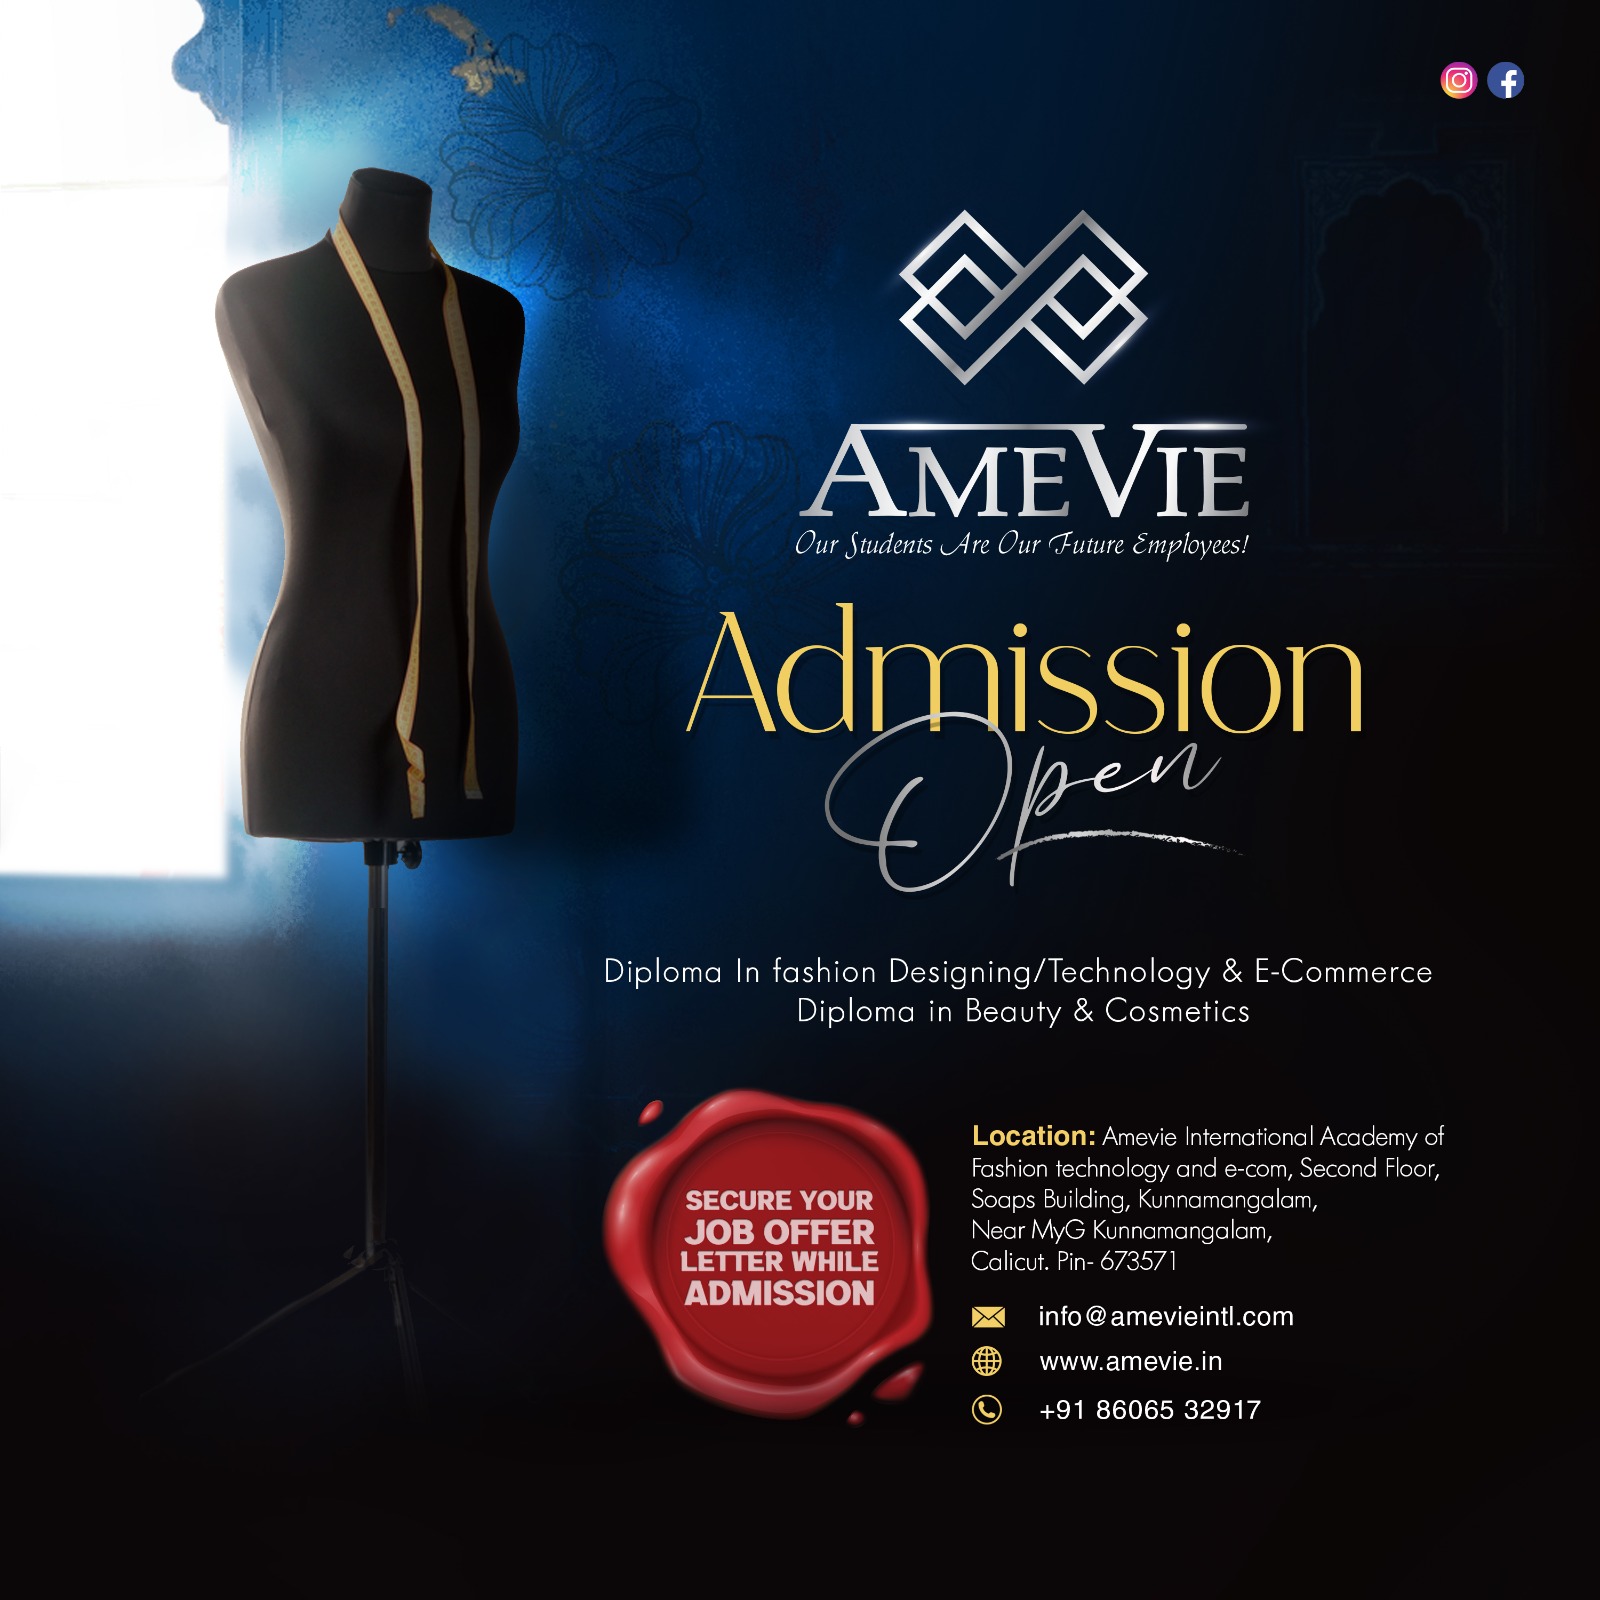 AMEVIE
Our Students Are Our Future Employees!
Admission
Open
Diploma In fashion Designing/Technology & E-Commerce
Diploma in Beauty & Cosmetics
SECURE YOUR
JOB OFFER
LETTER WHILE
ADMISSION
Location: Amevie International Academy of
Fashion technology and e-com, Second Floor,
Soaps Building, Kunnamangalam,
Near MyG Kunnamangalam,
Calicut. Pin- 673571
info@amevieintl.com
www.amevie.in
+91 86065 32917